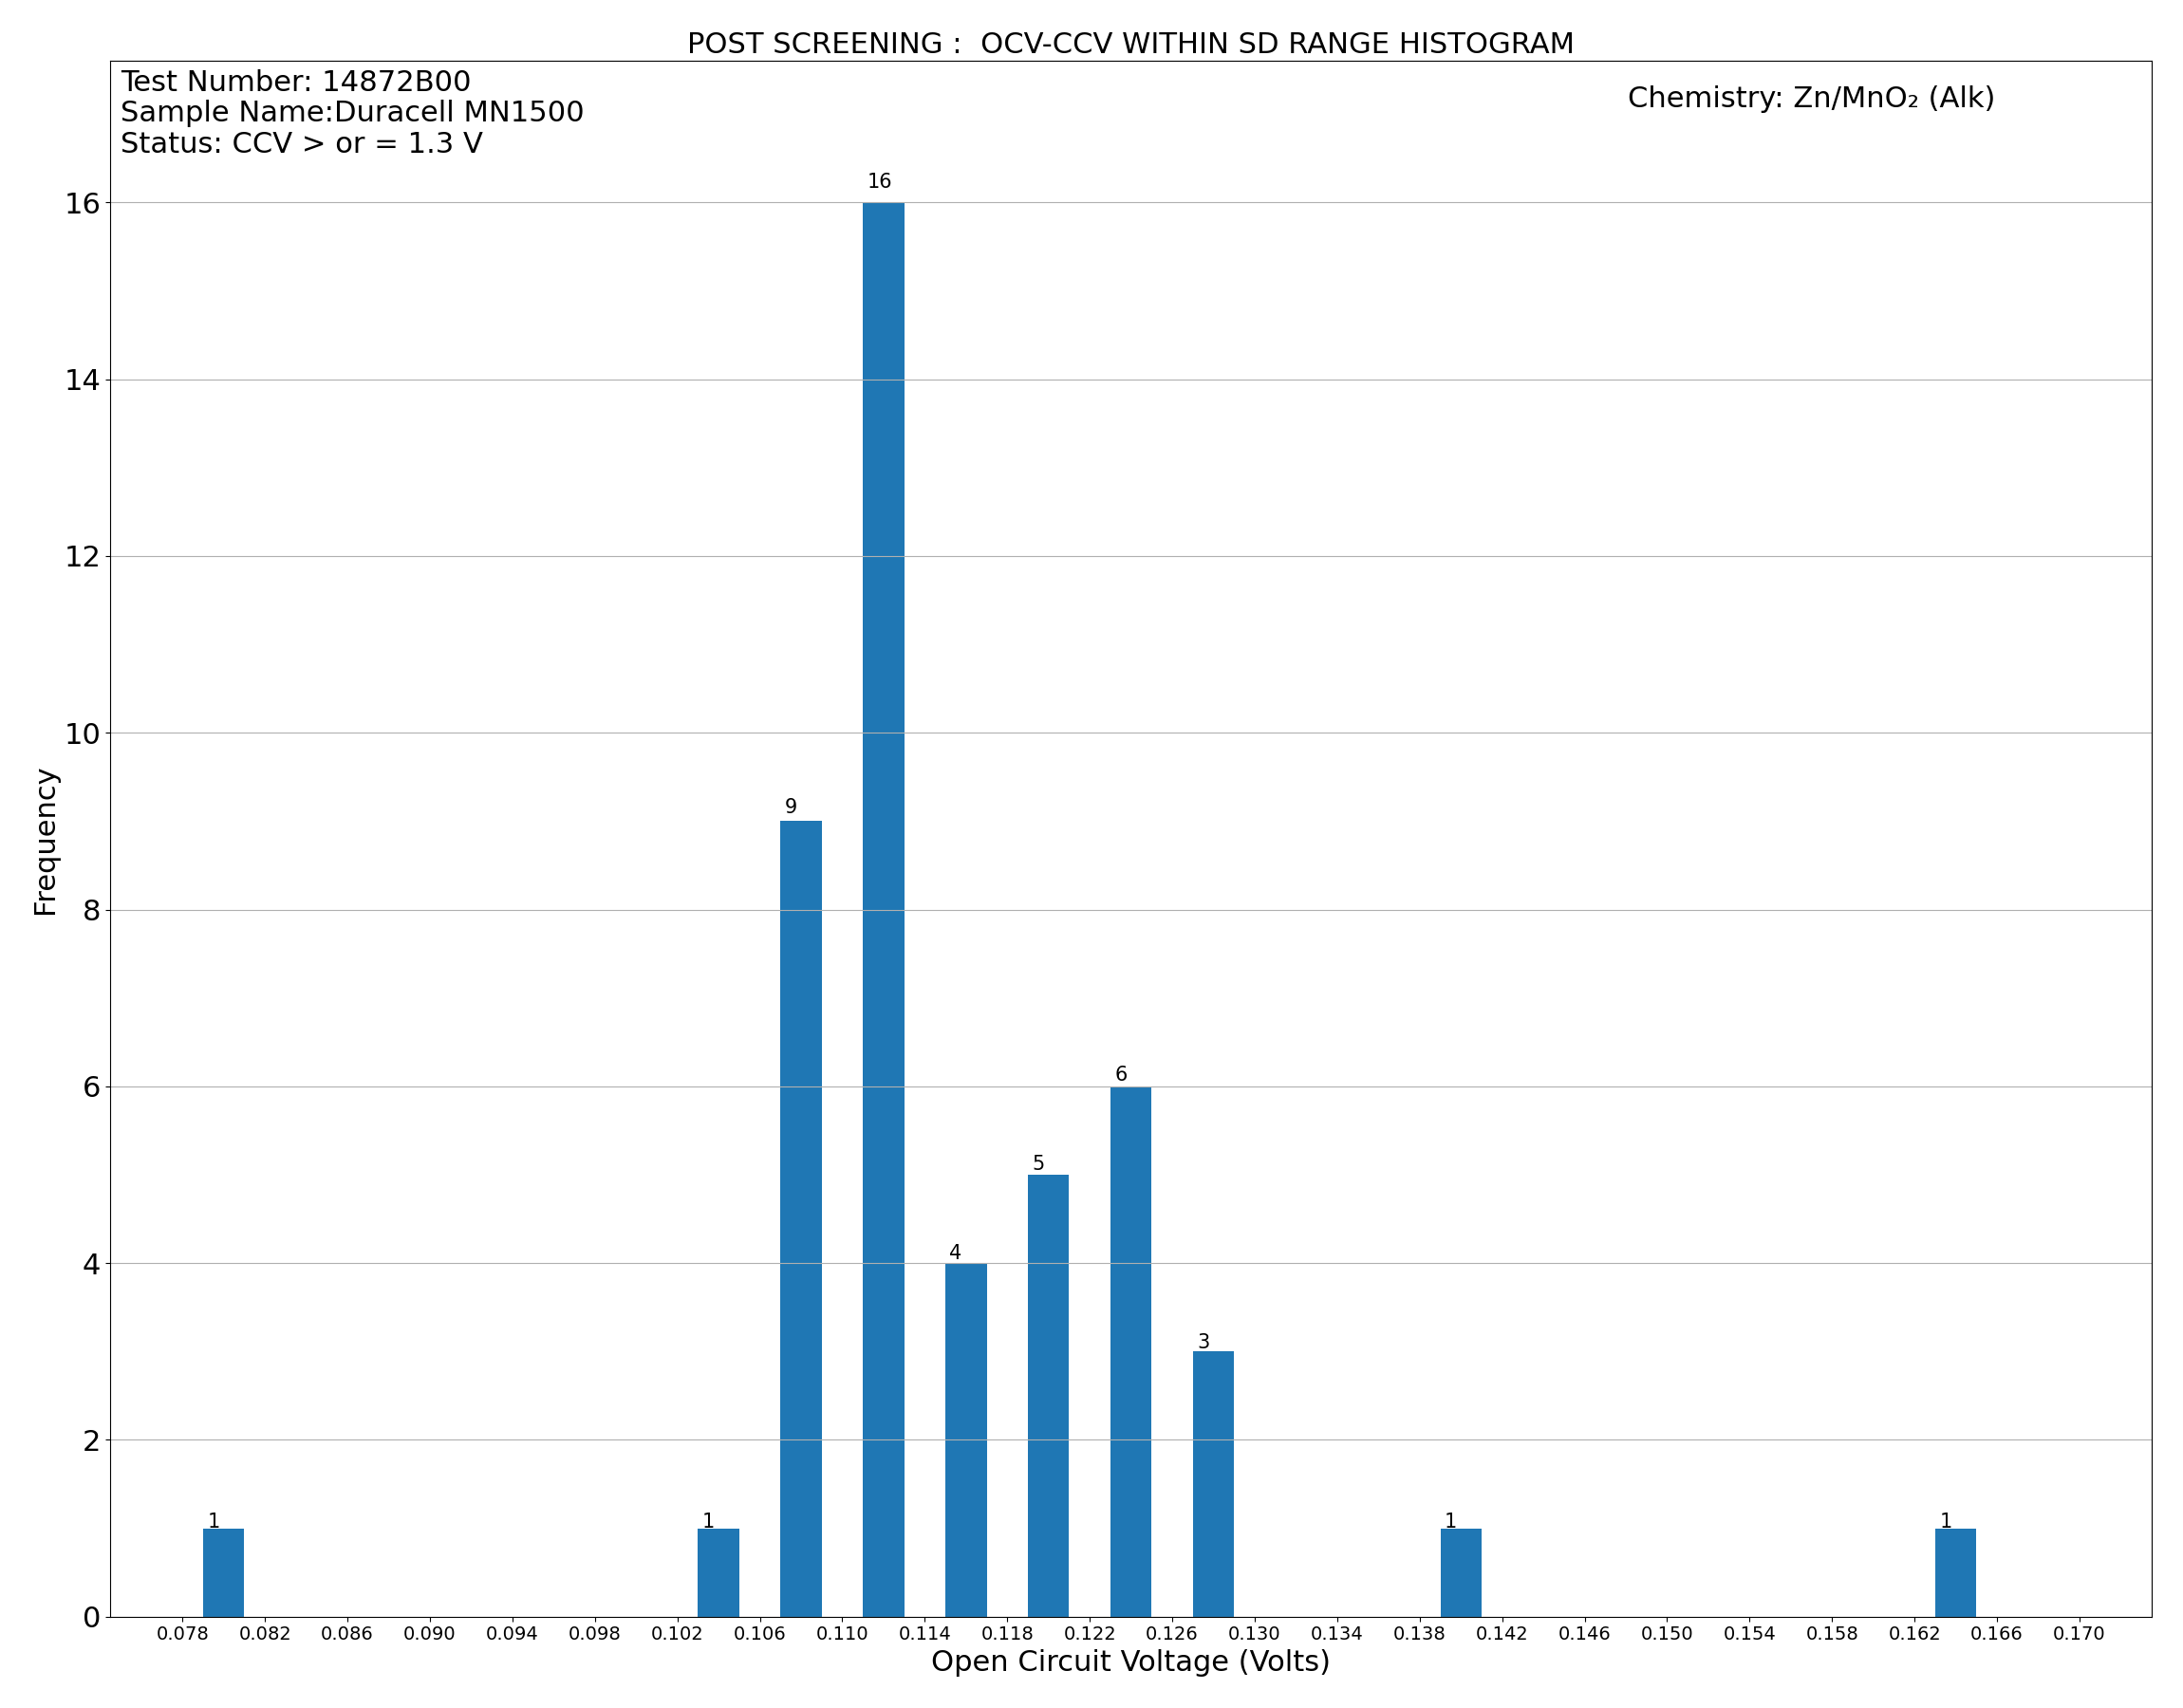 POST SCREENING :  OCV-CCV WITHIN SD RANGE HISTOGRAM
Test Number: 14872B00
Sample Name:Duracell MN1500
Status: CCV > or = 1.3 V
Chemistry: Zn/MnO₂ (Alk)
16
14
12
10
8
6
4
2
0
Frequency
1
1
9
16
4
5
6
3
1
1
0.078 0.082 0.086 0.090 0.094 0.098 0.102 0.106 0.110 0.114 0.118 0.122 0.126 0.130 0.134 0.138 0.142 0.146 0.150 0.154 0.158 0.162 0.166 0.170
Open Circuit Voltage (Volts)